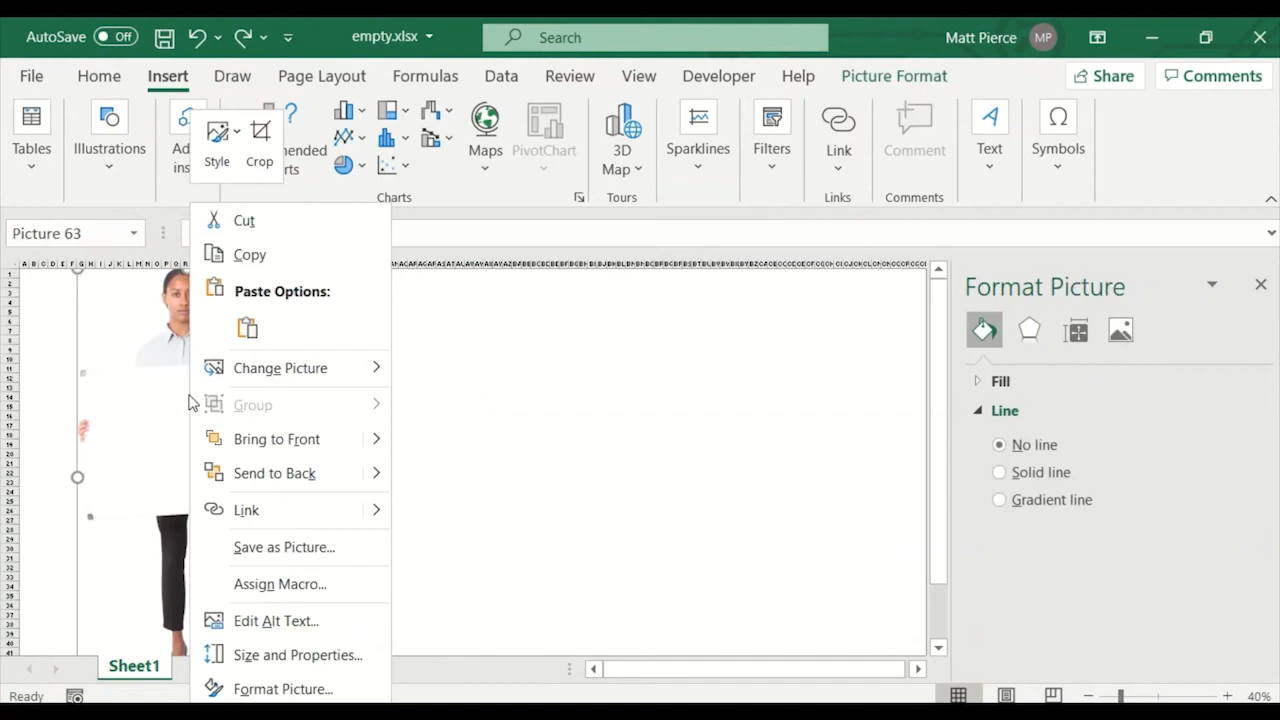 AutoSave Off empty.xlsx Search Matt Pierce MP
File Home Insert Draw Page Layout Formulas Data Review View Developer Help Picture Format Share Comments
Tables Illustrations Maps PivotChart 3D Map Sparklines Filters Link Comment Text Symbols
Style Crop
Charts Tours Links Comments
Picture 63
Cut
Copy
Paste Options:
Change Picture
Group
Bring to Front
Send to Back
Link
Save as Picture...
Assign Macro...
Edit Alt Text...
Size and Properties...
Format Picture...
Format Picture
Fill
Line
No line
Solid line
Gradient line
Sheet1
Ready 40%